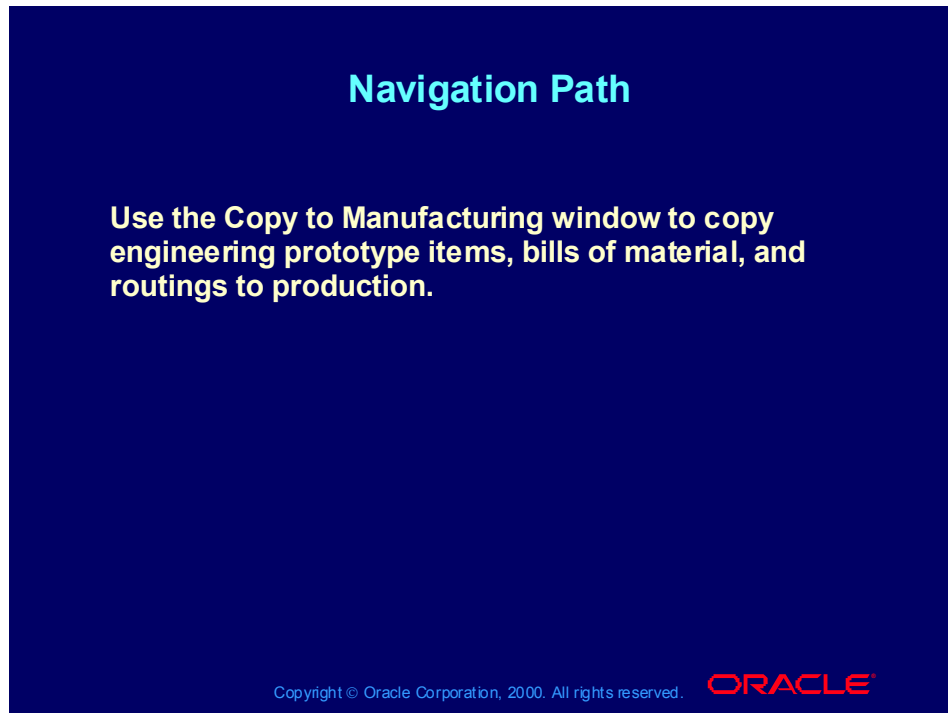 Navigation Path
Use the Copy to Manufacturing window to copy
engineering prototype items, bills of material, and
routings to production.
Copyright © Oracle Corporation, 2000. All rights reserved.
ORACLE®